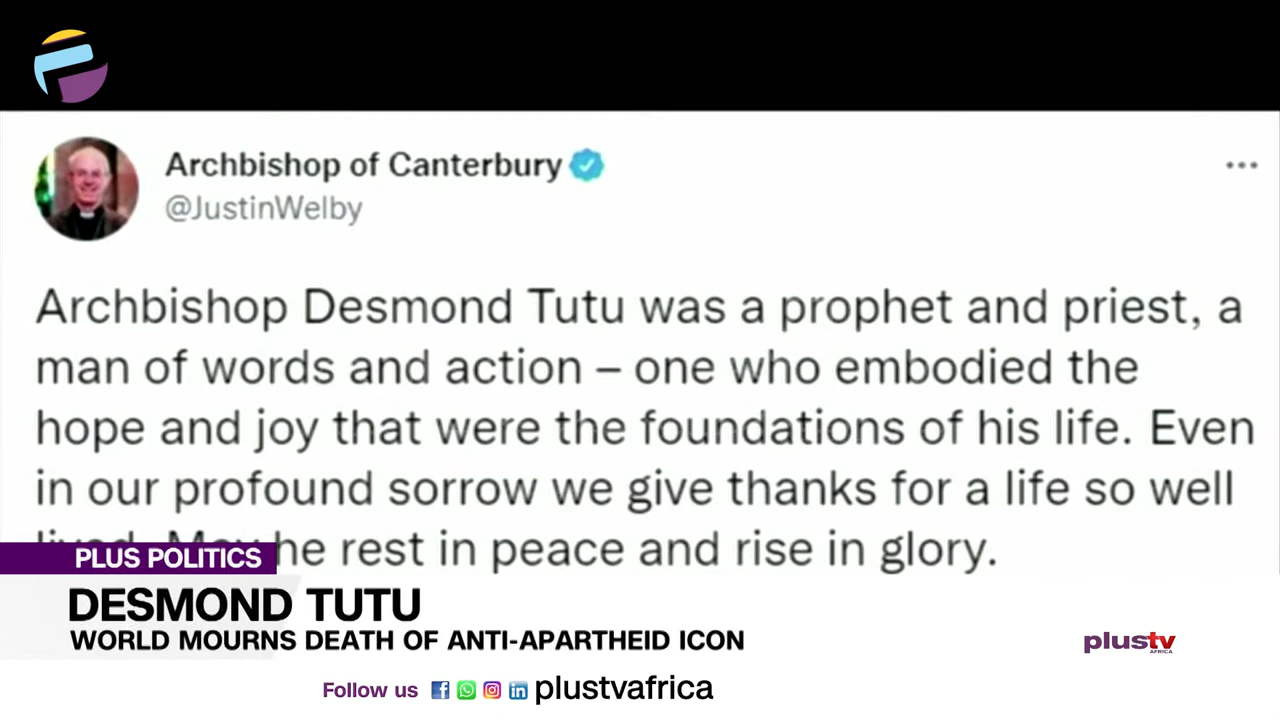 Archbishop of Canterbury
@JustinWelby
Archbishop Desmond Tutu was a prophet and priest, a
man of words and action – one who embodied the
hope and joy that were the foundations of his life. Even
in our profound sorrow we give thanks for a life so well
he rest in peace and rise in glory.
PLUS POLITICS
DESMOND TUTU
WORLD MOURNS DEATH OF ANTI-APARTHEID ICON
plustv
AFRICA
Follow us plustvafrica